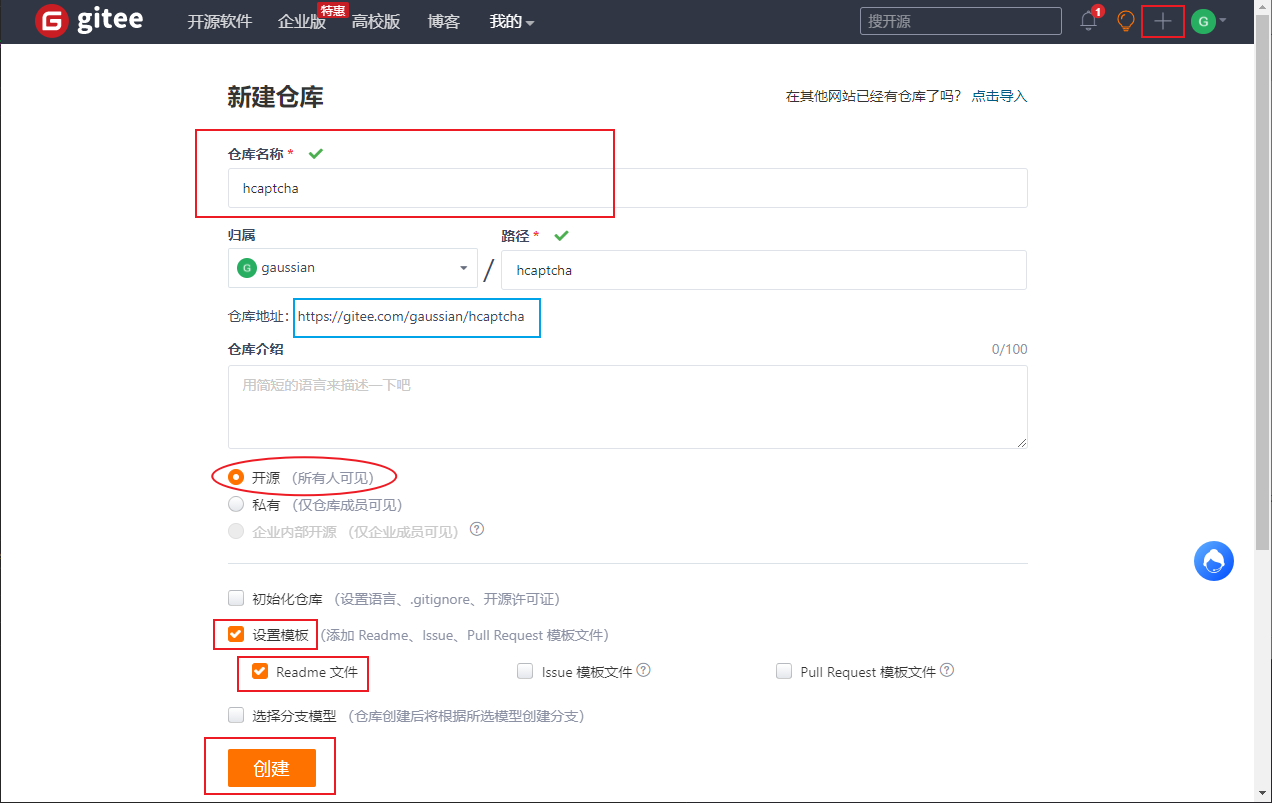 gitee 开源软件 企业版 特惠 高校版 博客 我的 搜开源 1 G
新建仓库 在其他网站已经有仓库了吗? 点击导入
仓库名称 *
hcaptcha
归属 路径 *
G gaussian / hcaptcha
仓库地址: https://gitee.com/gaussian/hcaptcha
仓库介绍 0/100
用简短的语言来描述一下吧
开源 (所有人可见)
私有 (仅仓库成员可见)
企业内部开源 (仅企业成员可见) ?
初始化仓库 (设置语言、.gitignore、开源许可证)
设置模板 (添加 Readme、Issue、Pull Request 模板文件)
Readme 文件 Issue 模板文件 ? Pull Request 模板文件 ?
选择分支模型 (仓库创建后将根据所选模型创建分支)
创建